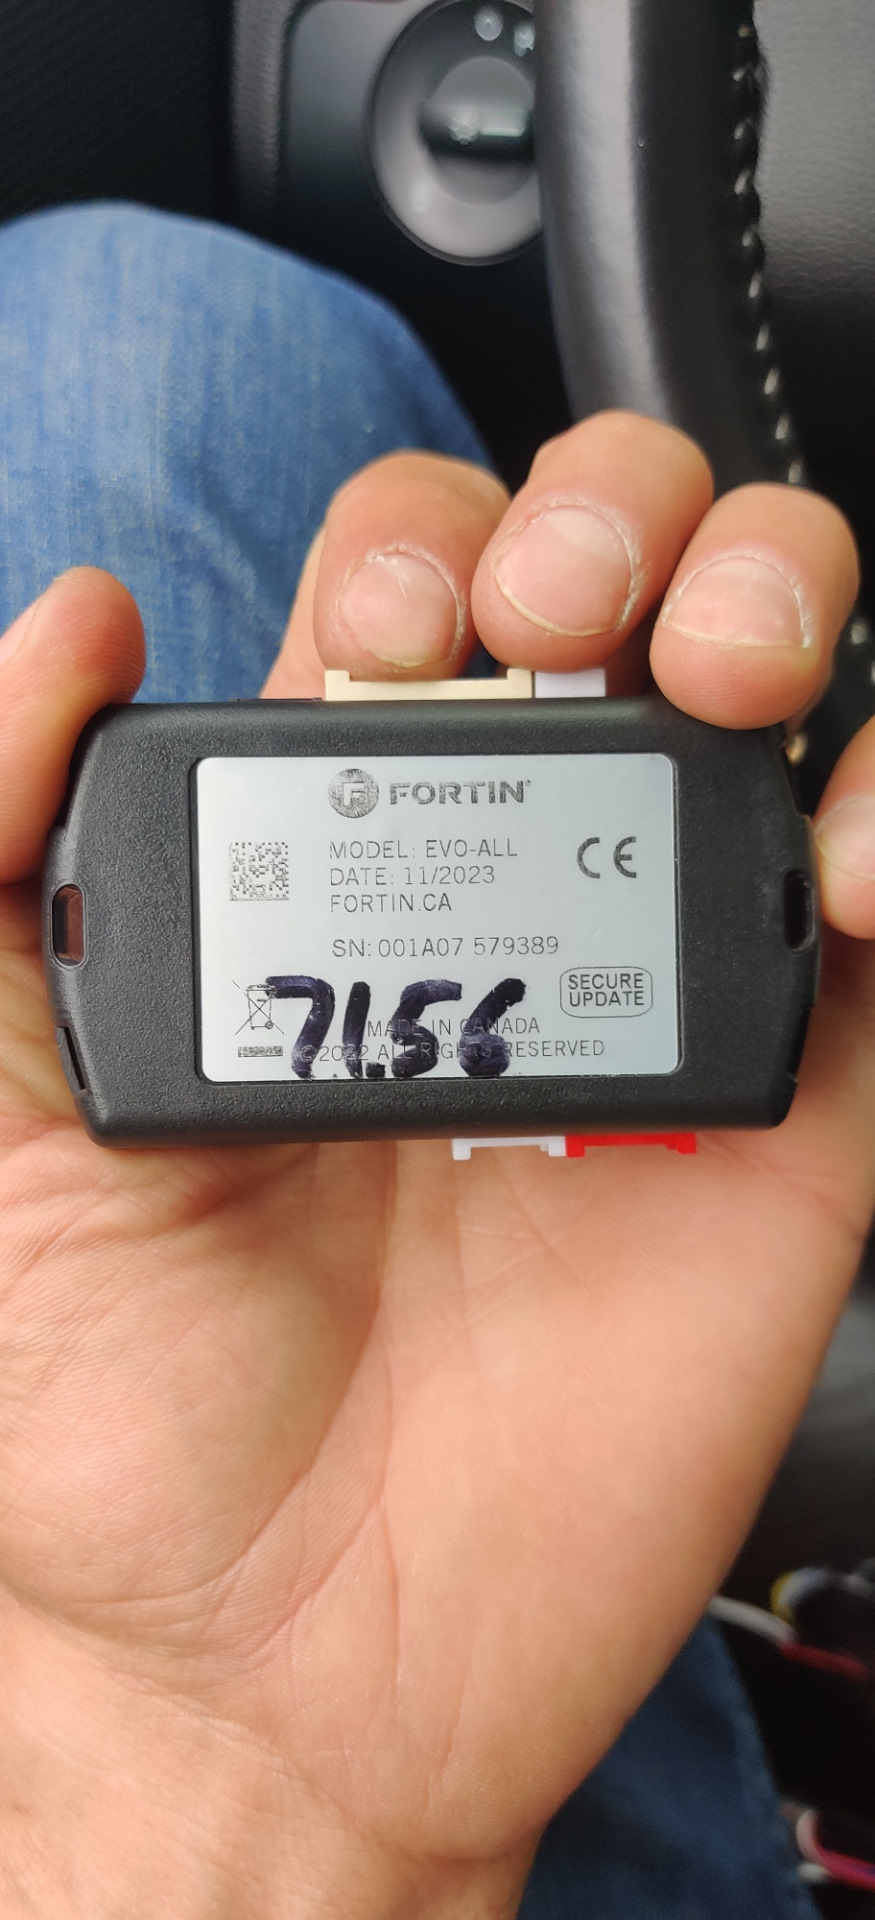 FORTIN
MODEL: EVO-ALL
DATE: 11/2023
FORTIN.CA
CE
SN: 001A07 579389
SECURE
UPDATE
71.56
MADE IN CANADA
©2022 ALL RIGHTS RESERVED